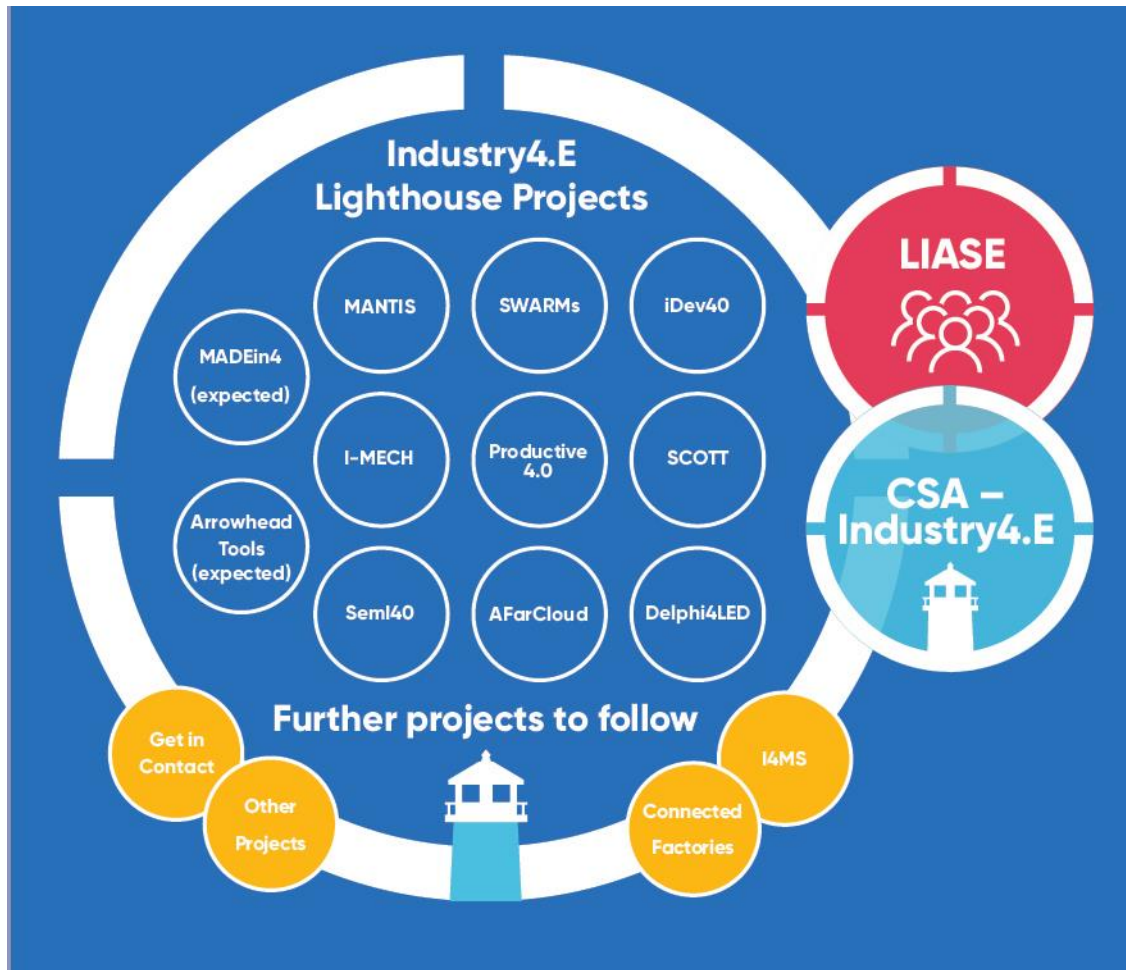 Industry4.E
Lighthouse Projects
LIASE
MANTIS
SWARMs
iDev40
MADEin4
(expected)
I-MECH
Productive
4.0
SCOTT
CSA –
Industry4.E
Arrowhead
Tools
(expected)
SemI40
AFarCloud
Delphi4LED
Further projects to follow
Get in
Contact
Other
Projects
I4MS
Connected
Factories